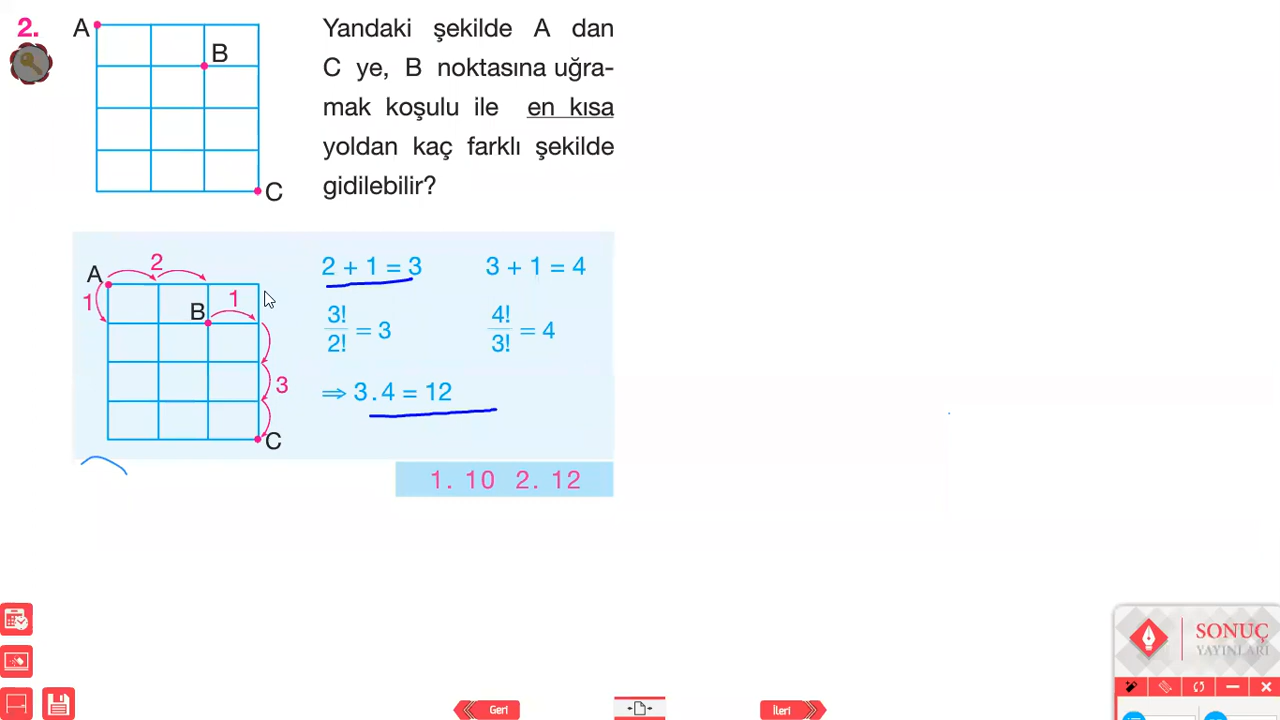 2.
A
B
C
Yandaki şekilde A dan
C ye, B noktasına uğra-
mak koşulu ile en kısa
yoldan kaç farklı şekilde
gidilebilir?
A
2
1
B
1
3
C
2 + 1 = 3
3 + 1 = 4
3!
2!
= 3
4!
3!
= 4
⇒ 3 . 4 = 12
1. 10 2. 12
Geri
İleri
SONUÇ
YAYINLARI